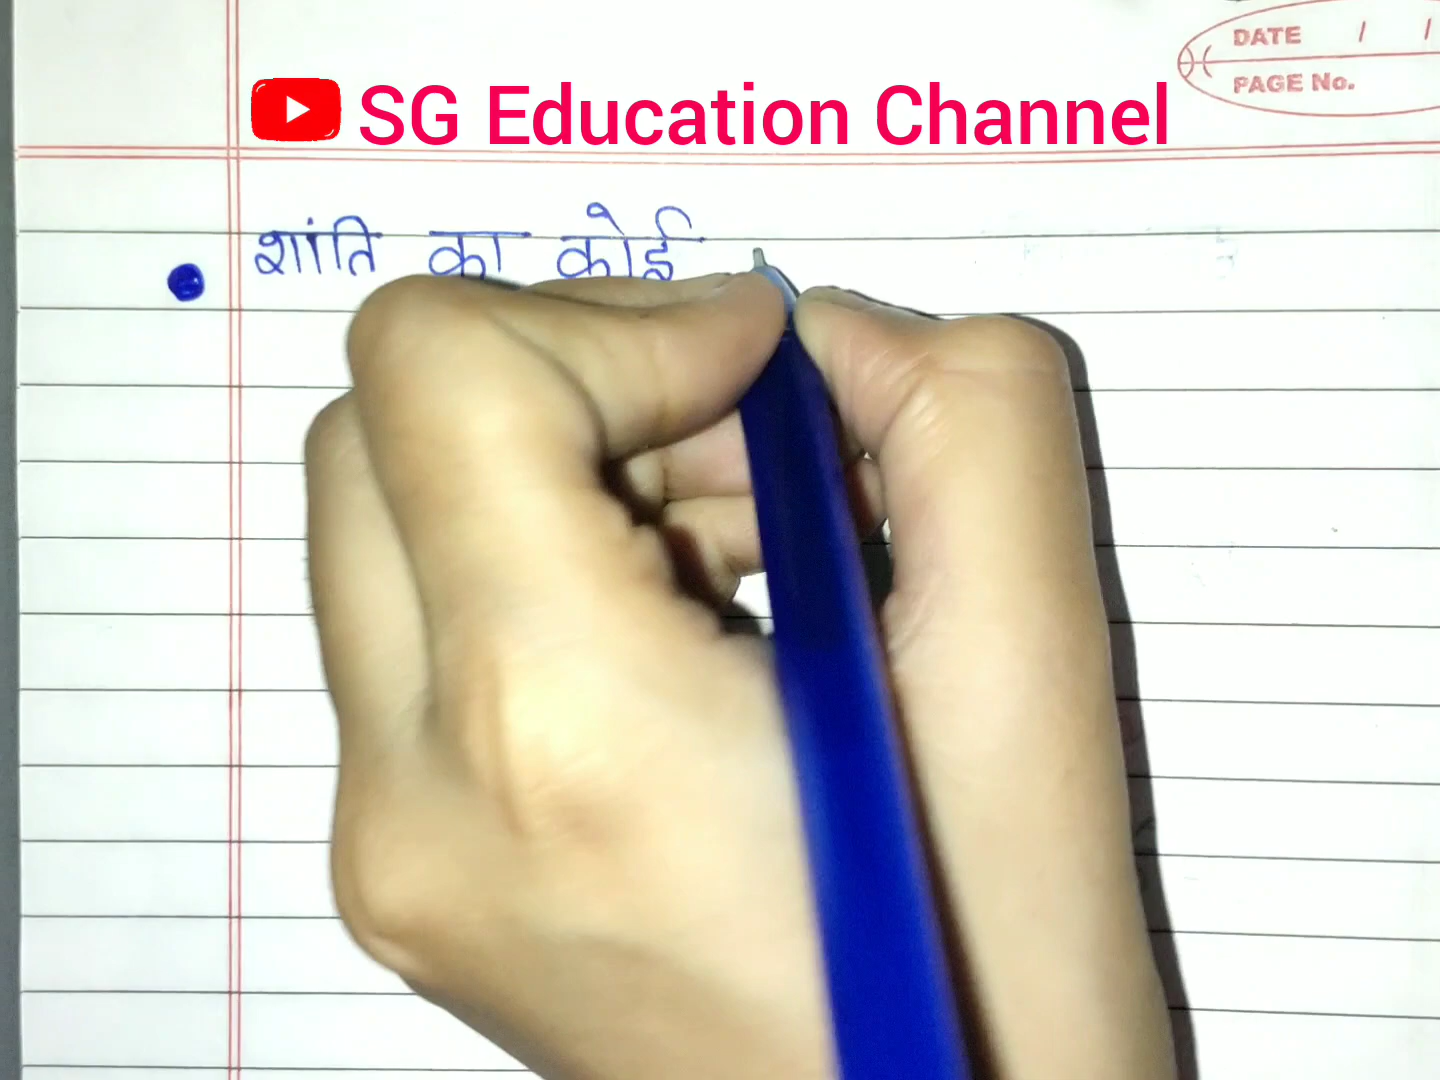 DATE / /
PAGE No.
SG Education Channel
शांति का कोई